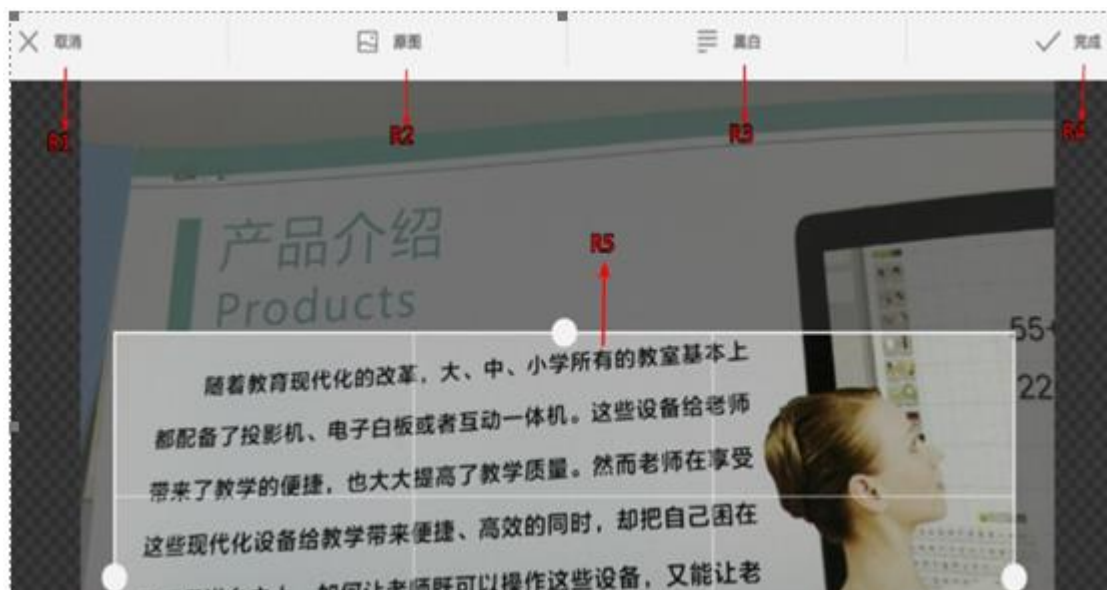 取消
原图
黑白
完成
R1
R2
R3
R4
R5
产品介绍
Products
55+
22
随着教育现代化的改革，大、中、小学所有的教室基本上
都配备了投影机、电子白板或者互动一体机。这些设备给老师
带来了教学的便捷，也大大提高了教学质量。然而老师在享受
这些现代化设备给教学带来便捷、高效的同时，却把自己困在
如何让老师既可以操作这些设备，又能让老